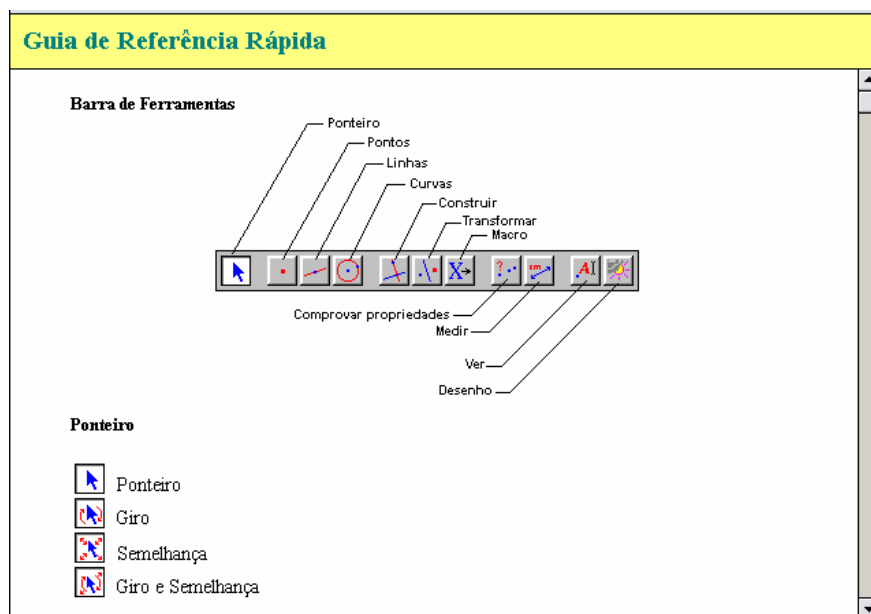 Guia de Referência Rápida
Barra de Ferramentas
Ponteiro
Pontos
Linhas
Curvas
Construir
Transformar
Macro
X
?
cm
A
Comprovar propriedades
Medir
Ver
Desenho
Ponteiro
Ponteiro
Giro
Semelhança
Giro e Semelhança